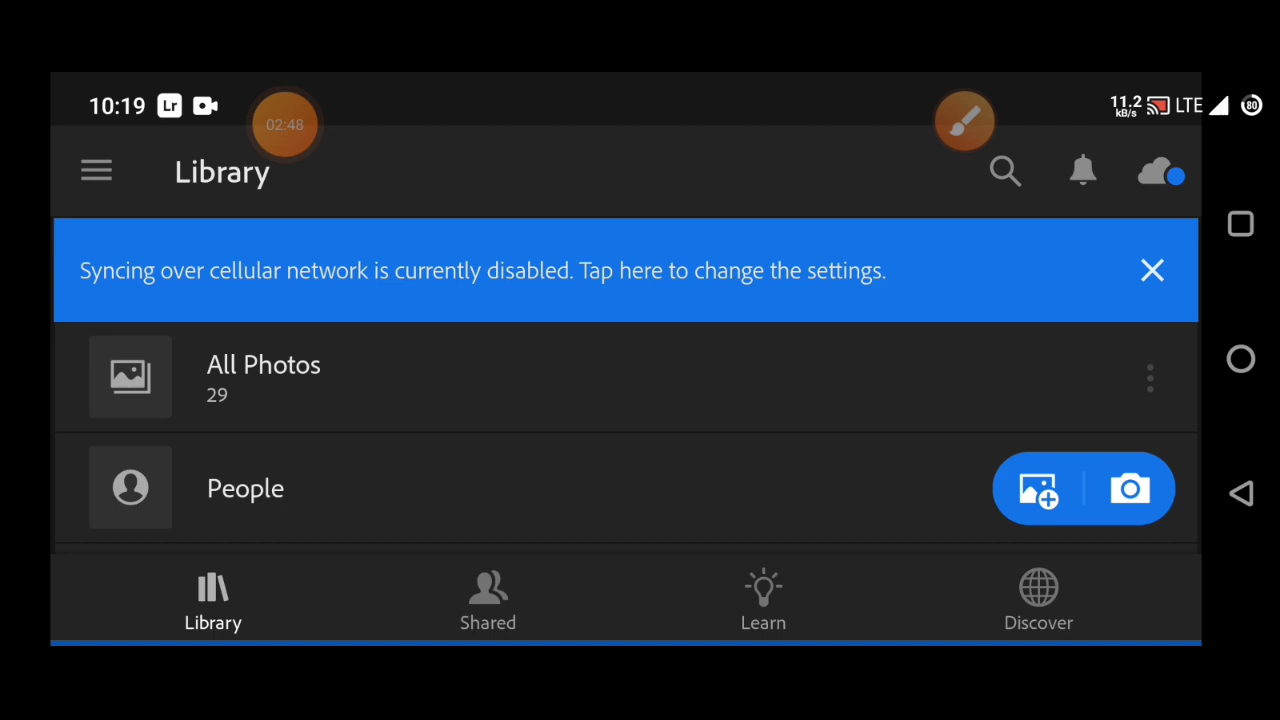 10:19 Lr
02:48
11.2 kB/s LTE 80
Library
Syncing over cellular network is currently disabled. Tap here to change the settings.
All Photos
29
People
Library Shared Learn Discover